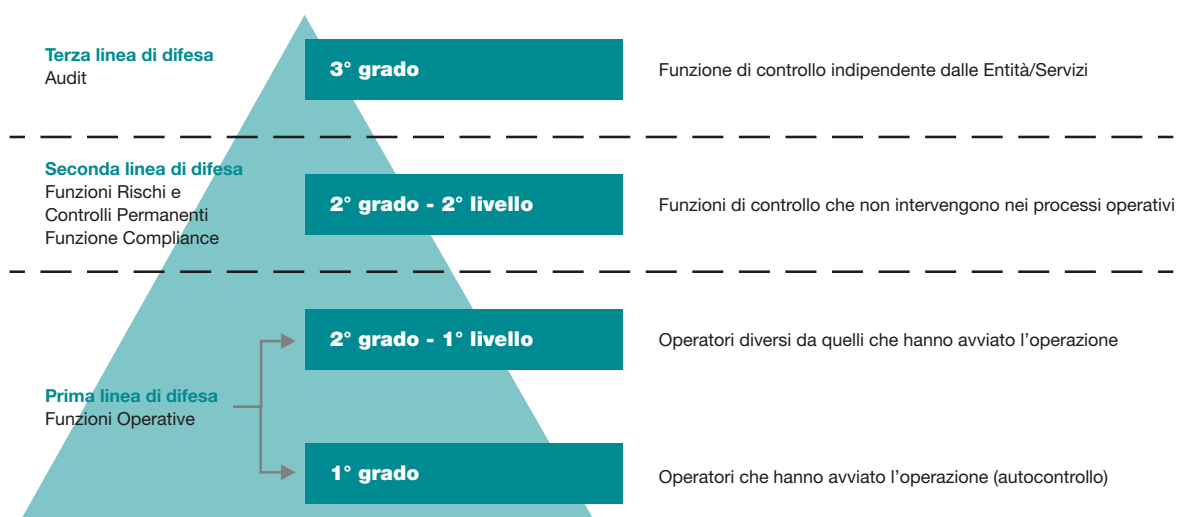 Terza linea di difesa
Audit
3° grado
Funzione di controllo indipendente dalle Entità/Servizi
Seconda linea di difesa
Funzioni Rischi e
Controlli Permanenti
Funzione Compliance
2° grado - 2° livello
Funzioni di controllo che non intervengono nei processi operativi
2° grado - 1° livello
Operatori diversi da quelli che hanno avviato l’operazione
Prima linea di difesa
Funzioni Operative
1° grado
Operatori che hanno avviato l’operazione (autocontrollo)